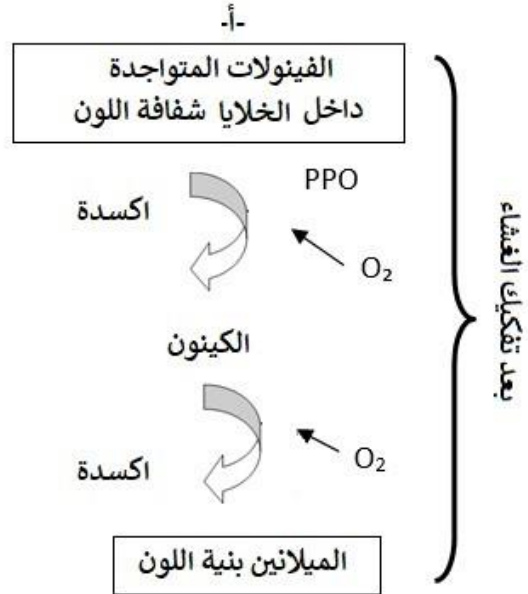 -أ-
الفينولات المتواجدة
داخل الخلايا شفافة اللون
PPO
اكسدة
O₂
الكينون
O₂
اكسدة
الميلانين بنية اللون
بعد تفكيك الغشاء